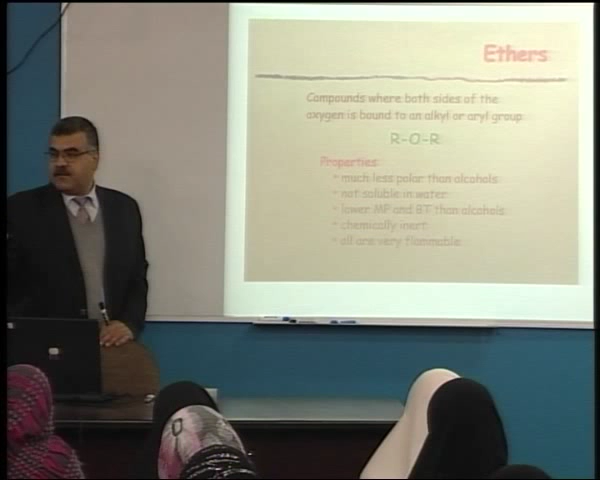 Ethers
Compounds where both sides of the
oxygen is bound to an alkyl or aryl group
R-O-R
Properties
* much less polar than alcohols
* not soluble in water
* lower MP and BT than alcohols
* chemically inert
* all are very flammable